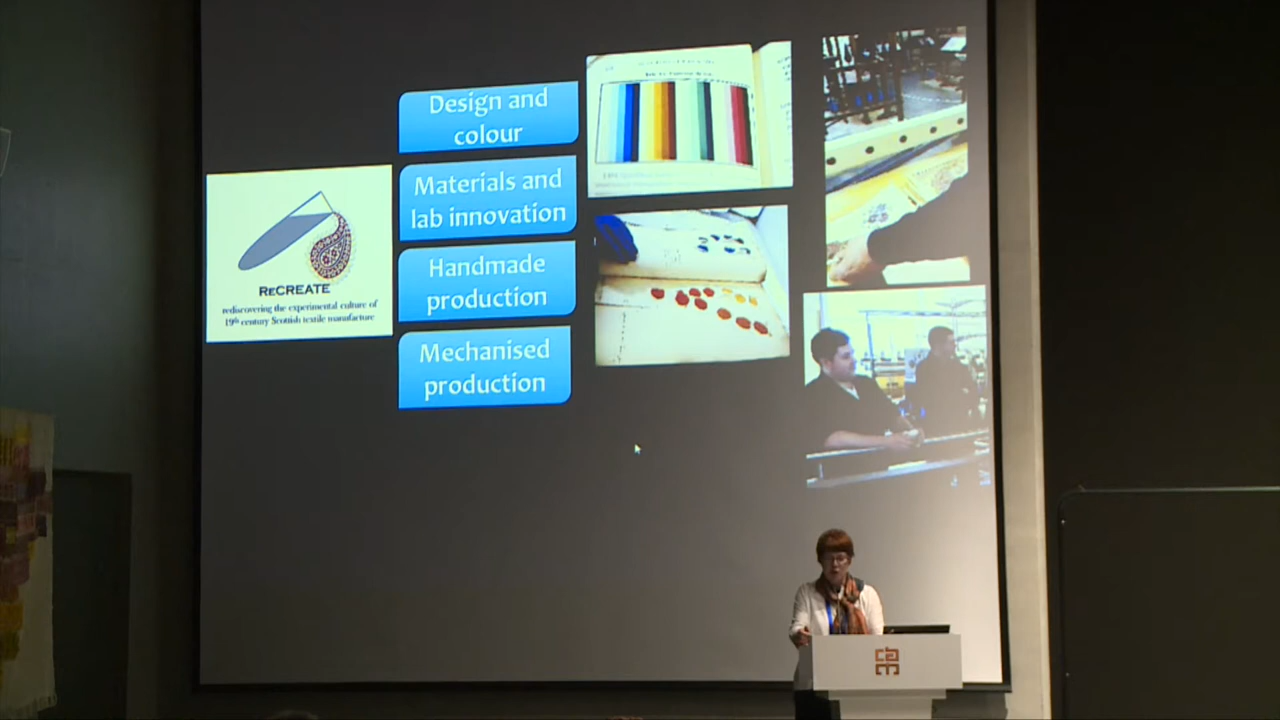 Design and
colour
Materials and
lab innovation
Handmade
production
Mechanised
production
RECREATE
rediscovering the experimental culture of
19th century Scottish textile manufacture